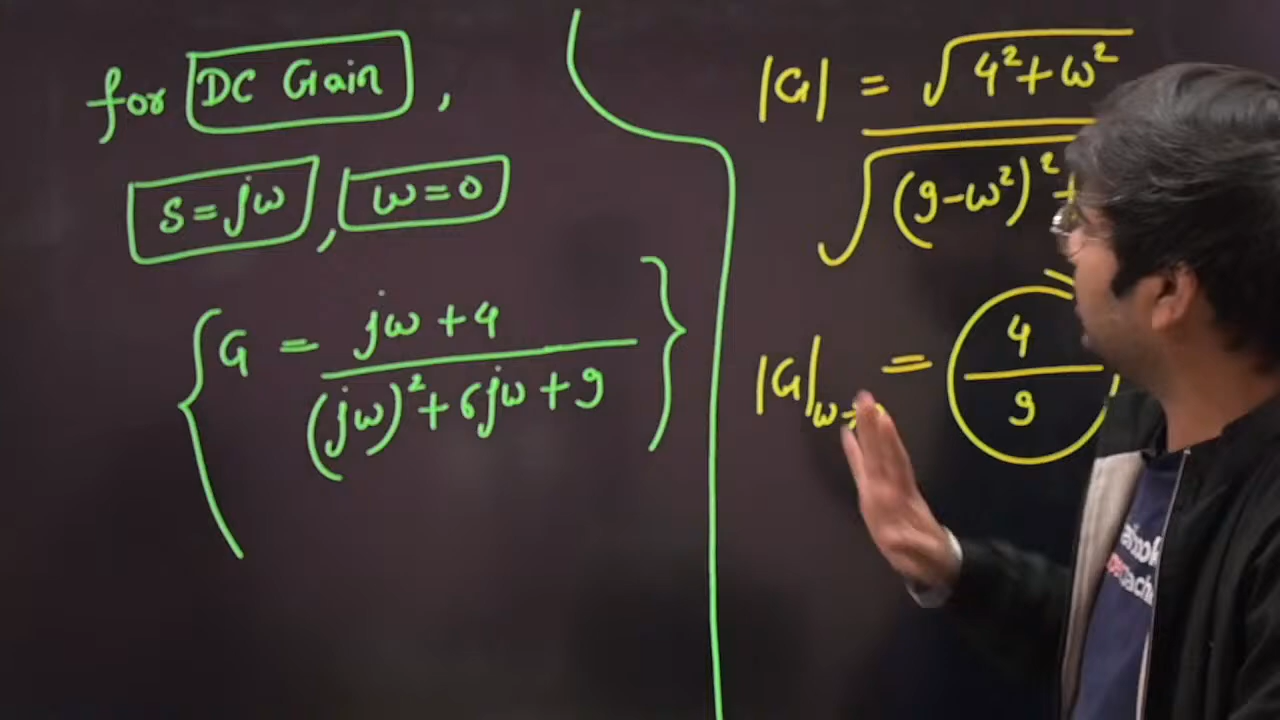 for DC Gain ,
s = jω , ω = 0
G = jω + 4
(jω)² + 6jω + 9
|G| = √4² + ω²
√(9-ω²)² +
|G|ω = 4
9